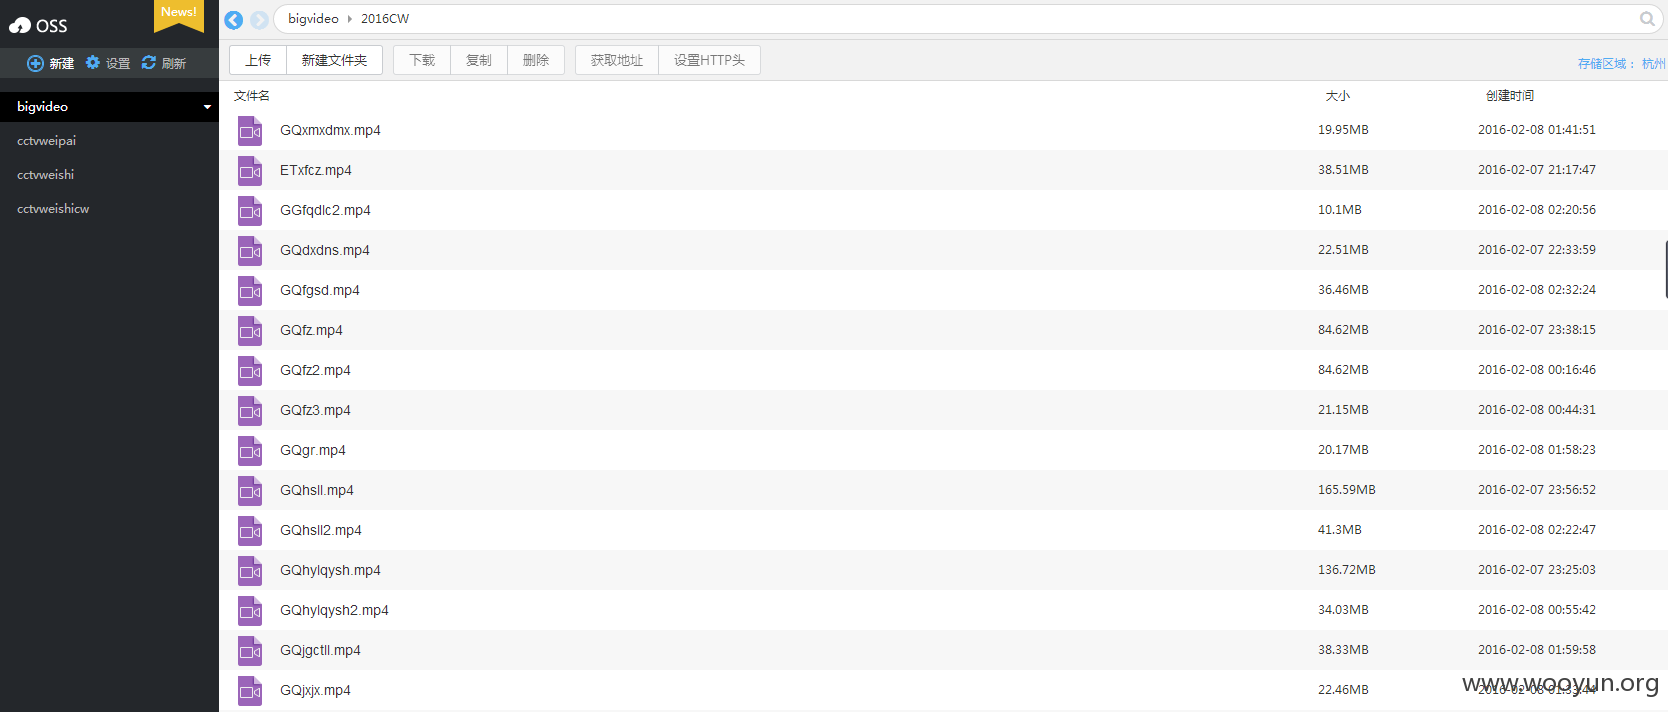 OSS
News!
新建 设置 刷新
bigvideo
cctvweipai
cctvweishi
cctvweishicw
bigvideo 2016CW
上传 新建文件夹 下载 复制 删除 获取地址 设置HTTP头
存储区域： 杭州
文件名 大小 创建时间
GQxmxdmx.mp4 19.95MB 2016-02-08 01:41:51
ETxfcz.mp4 38.51MB 2016-02-07 21:17:47
GGfqdlc2.mp4 10.1MB 2016-02-08 02:20:56
GQdxdns.mp4 22.51MB 2016-02-07 22:33:59
GQfgsd.mp4 36.46MB 2016-02-08 02:32:24
GQfz.mp4 84.62MB 2016-02-07 23:38:15
GQfz2.mp4 84.62MB 2016-02-08 00:16:46
GQfz3.mp4 21.15MB 2016-02-08 00:44:31
GQgr.mp4 20.17MB 2016-02-08 01:58:23
GQhsll.mp4 165.59MB 2016-02-07 23:56:52
GQhsll2.mp4 41.3MB 2016-02-08 02:22:47
GQhylqysh.mp4 136.72MB 2016-02-07 23:25:03
GQhylqysh2.mp4 34.03MB 2016-02-08 00:55:42
GQjgctll.mp4 38.33MB 2016-02-08 01:59:58
GQjxjx.mp4 22.46MB 2016-02-08 01:33:44
www.wooyun.org